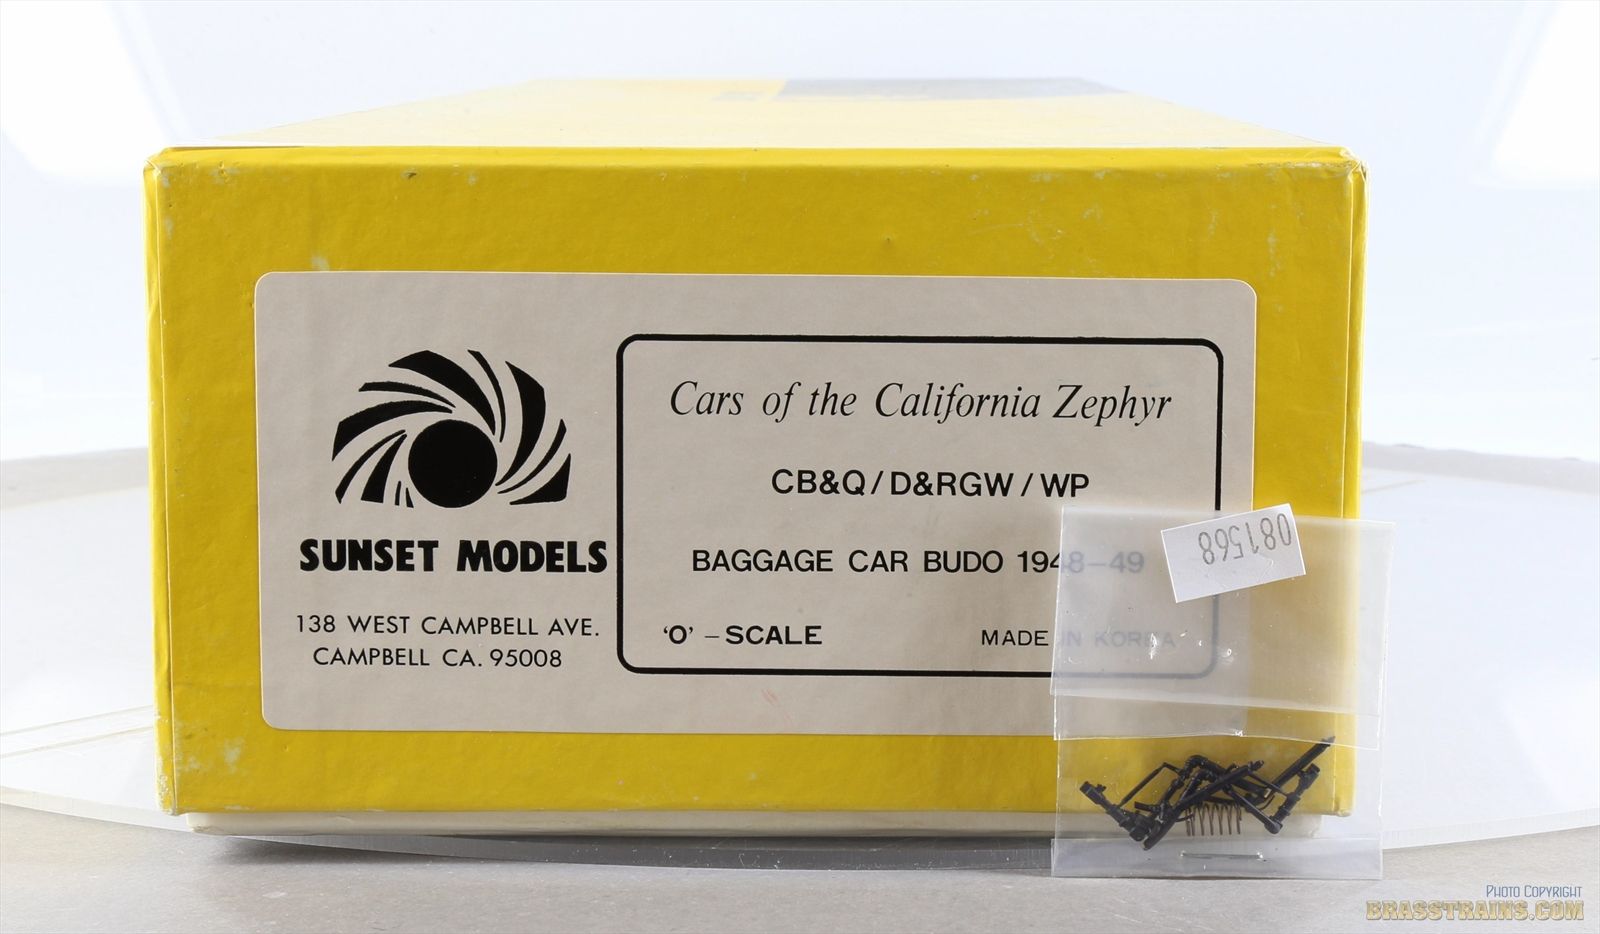 SUNSET MODELS
138 WEST CAMPBELL AVE.
CAMPBELL CA. 95008
Cars of the California Zephyr
CB&Q / D&RGW / WP
BAGGAGE CAR BUDO 1948-49
'O' - SCALE
MADE IN KOREA
081568
PHOTO COPYRIGHT
BRASSTRAINS.COM